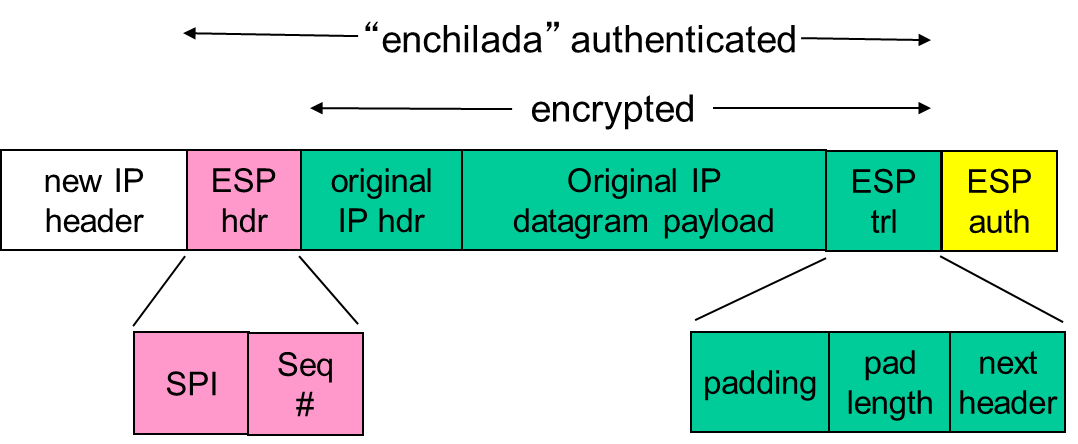 “enchilada” authenticated
encrypted
new IP
header
ESP
hdr
original
IP hdr
Original IP
datagram payload
ESP
trl
ESP
auth
SPI
Seq
#
padding
pad
length
next
header